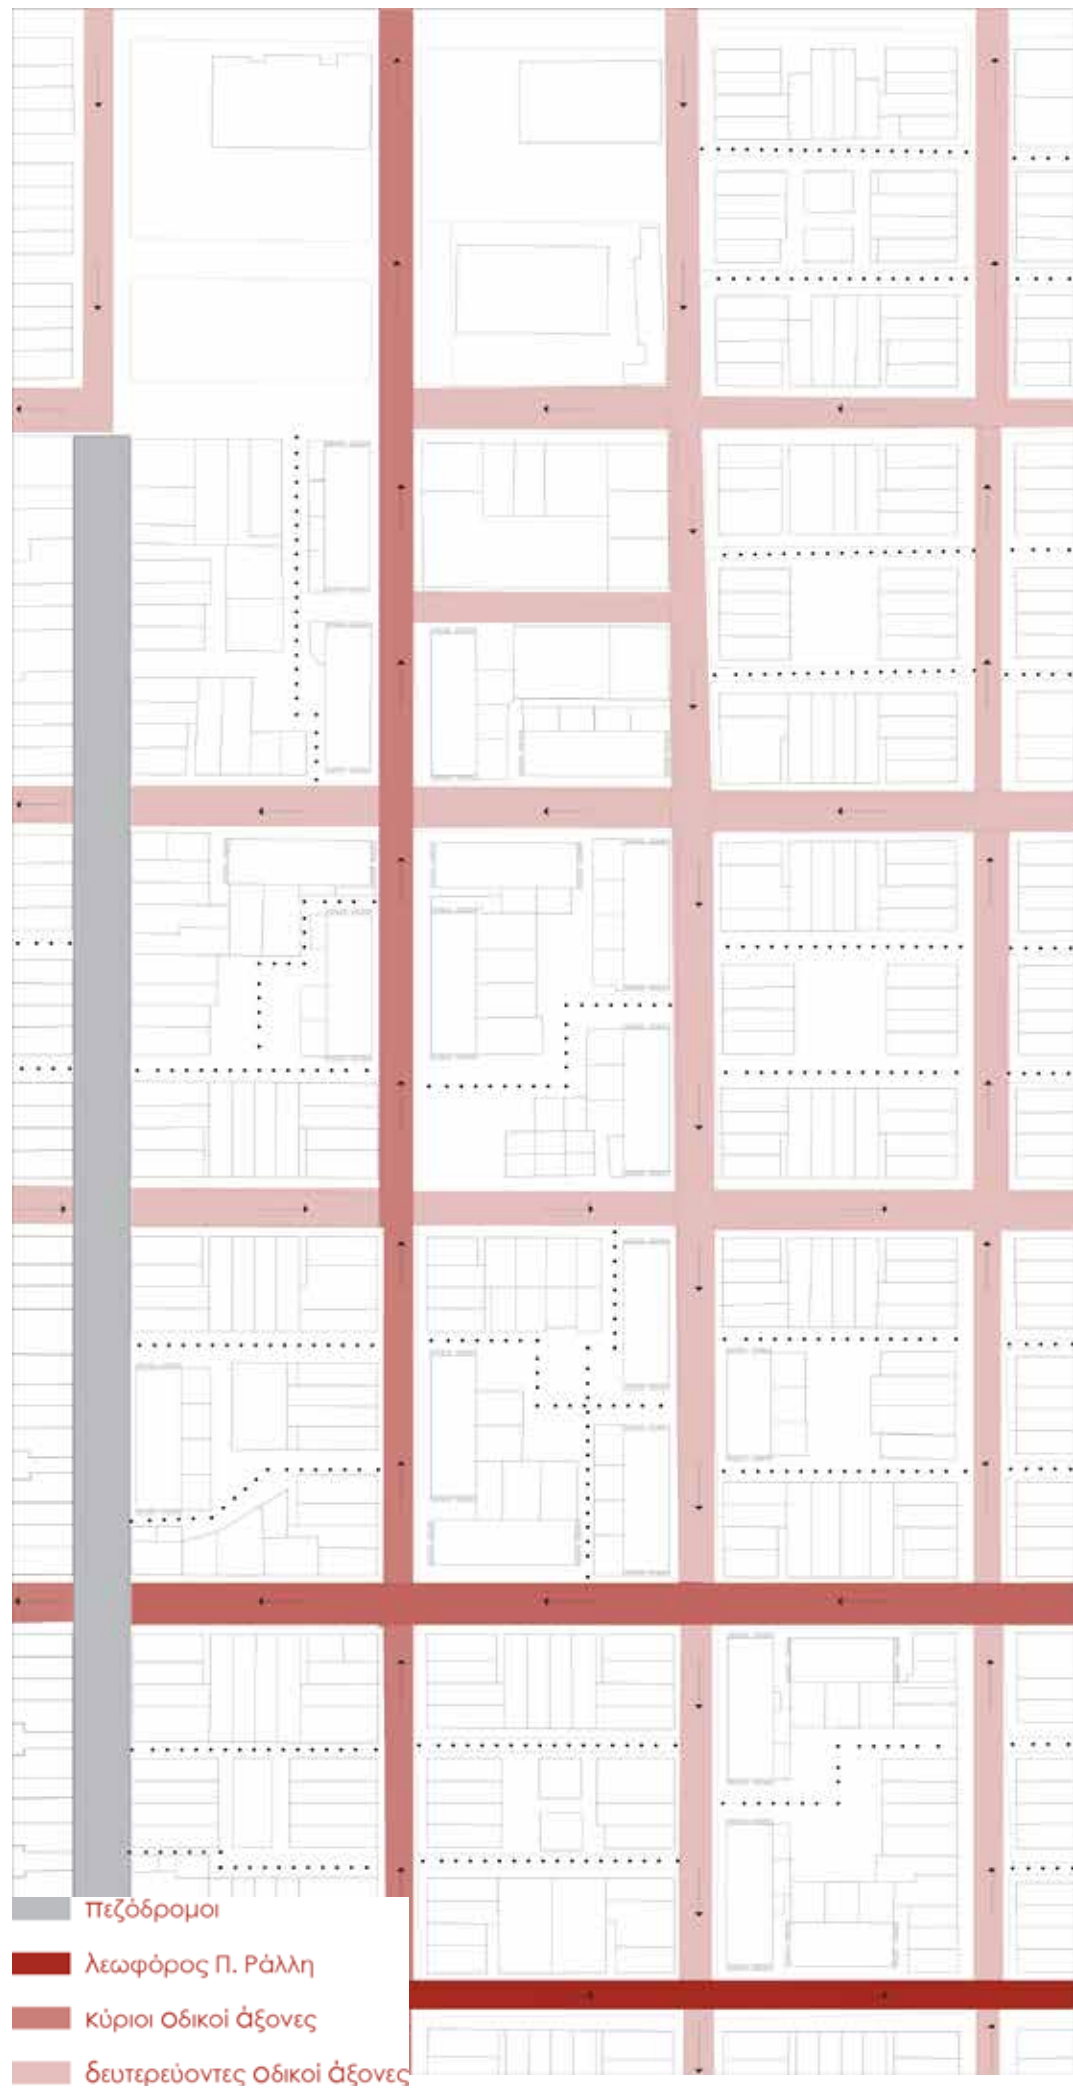 πεζόδρομοι
λεωφόρος Π. Ράλλη
κύριοι οδικοί άξονες
δευτερεύοντες οδικοί άξονες